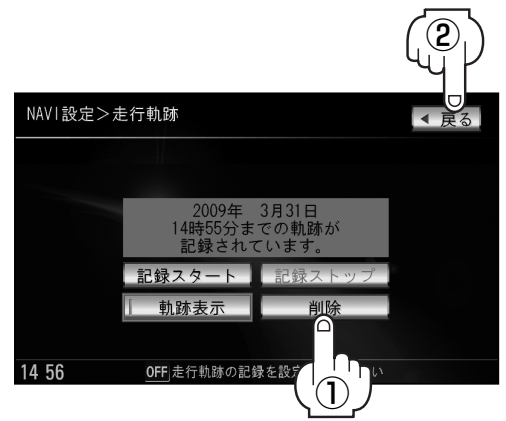 ②
NAVI設定＞走行軌跡
◀ 戻る
2009年 3月31日
14時55分までの軌跡が
記録されています。
記録スタート
記録ストップ
軌跡表示
削除
14 56
OFF 走行軌跡の記録を設
い
①